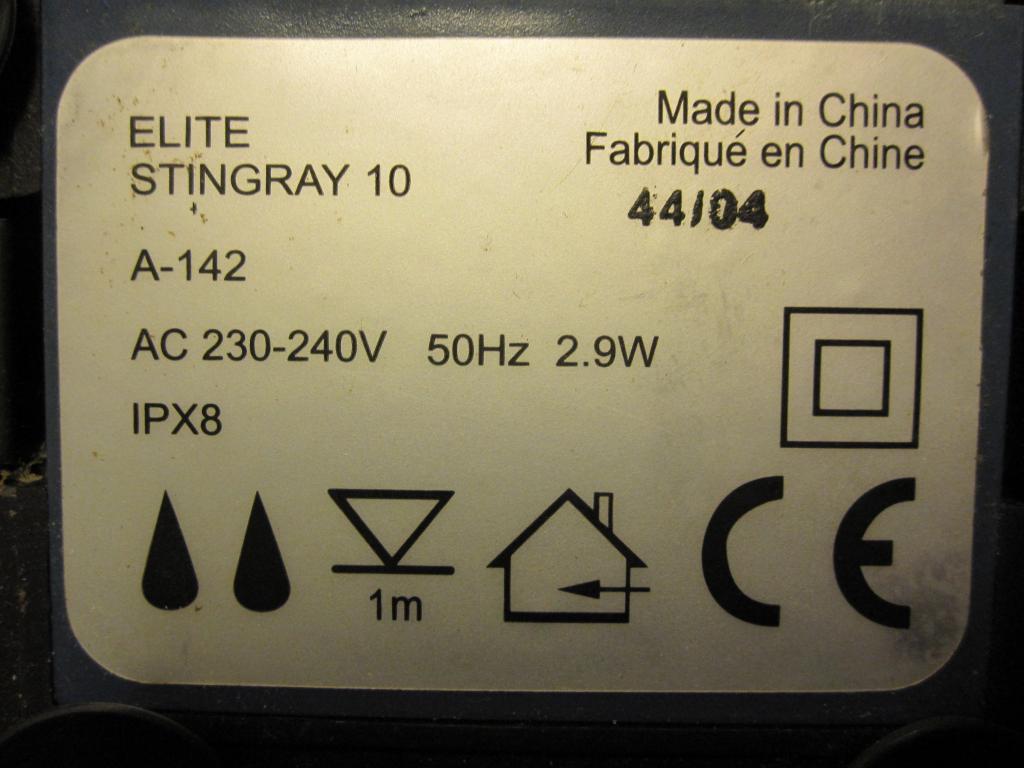 ELITE
STINGRAY 10
Made in China
Fabriqué en Chine
44/04
A-142
AC 230-240V 50Hz 2.9W
IPX8
1m
CE